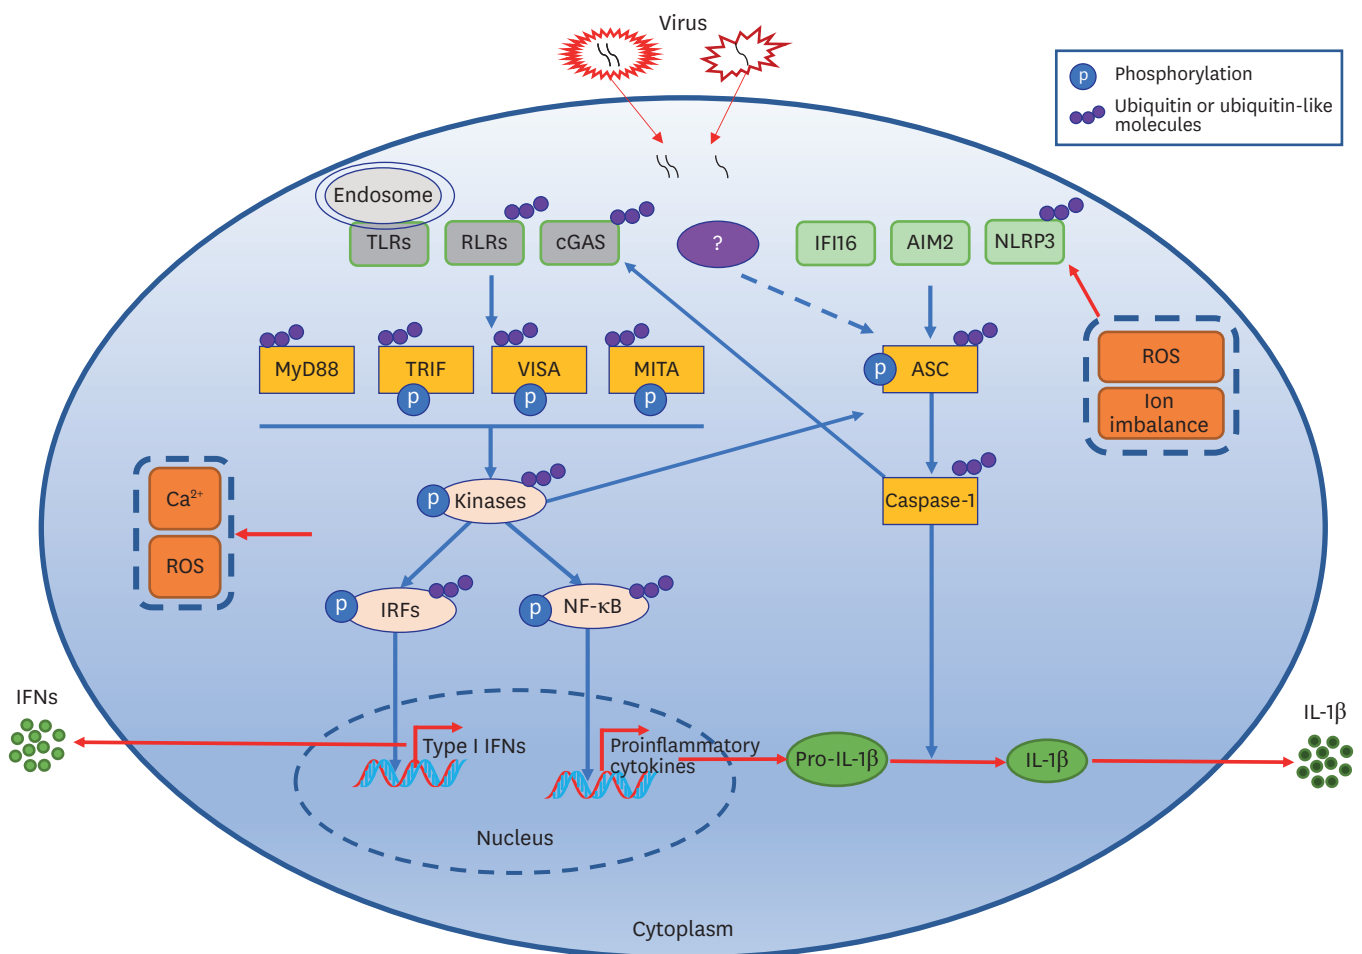 Virus
p Phosphorylation
Ubiquitin or ubiquitin-like
molecules
Endosome
TLRs
RLRs
cGAS
?
IFI16
AIM2
NLRP3
MyD88
TRIF
p
VISA
p
MITA
p
p
ASC
ROS
Ion
imbalance
Ca²⁺
ROS
p
Kinases
Caspase-1
p
IRFs
p
NF-κB
IFNs
Type I IFNs
Proinflammatory
cytokines
Pro-IL-1β
IL-1β
IL-1β
Nucleus
Cytoplasm